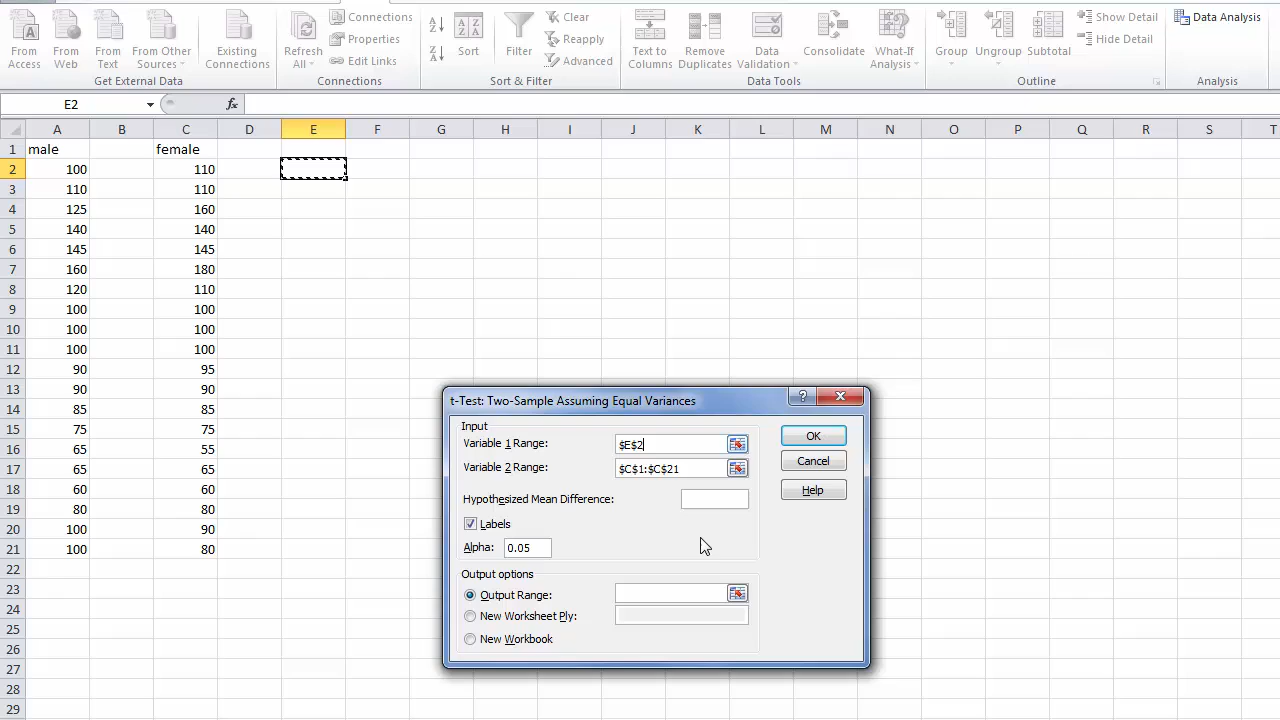 From Access
From Web
From Text
From Other Sources
Existing Connections
Get External Data
Refresh All
Connections
Properties
Edit Links
Connections
Sort
Filter
Clear
Reapply
Advanced
Sort & Filter
Text to Columns
Remove Duplicates
Data Validation
Consolidate
What-If Analysis
Data Tools
Group
Ungroup
Subtotal
Show Detail
Hide Detail
Outline
Data Analysis
Analysis
E2 fx
A B C D E F G H I J K L M N O P Q R S T
1 male female
2 100 110
3 110 110
4 125 160
5 140 140
6 145 145
7 160 180
8 120 110
9 100 100
10 100 100
11 100 100
12 90 95
13 90 90
14 85 85
15 75 75
16 65 55
17 65 65
18 60 60
19 80 80
20 100 90
21 100 80
22
23
24
25
26
27
28
29
t-Test: Two-Sample Assuming Equal Variances
Input
Variable 1 Range: $E$2
Variable 2 Range: $C$1:$C$21
Hypothesized Mean Difference:
Labels
Alpha: 0.05
Output options
Output Range:
New Worksheet Ply:
New Workbook
OK
Cancel
Help